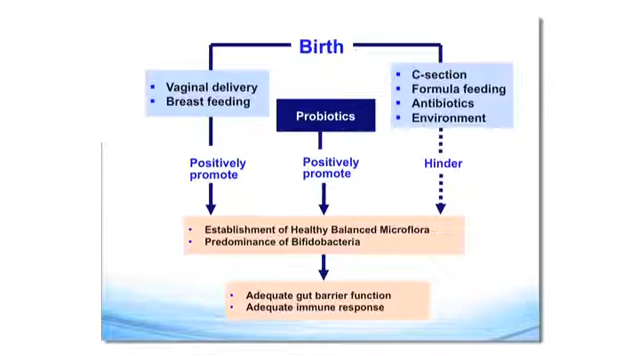 Birth
Vaginal delivery
Breast feeding
Probiotics
C-section
Formula feeding
Antibiotics
Environment
Positively
promote
Positively
promote
Hinder
Establishment of Healthy Balanced Microflora
Predominance of Bifidobacteria
Adequate gut barrier function
Adequate immune response